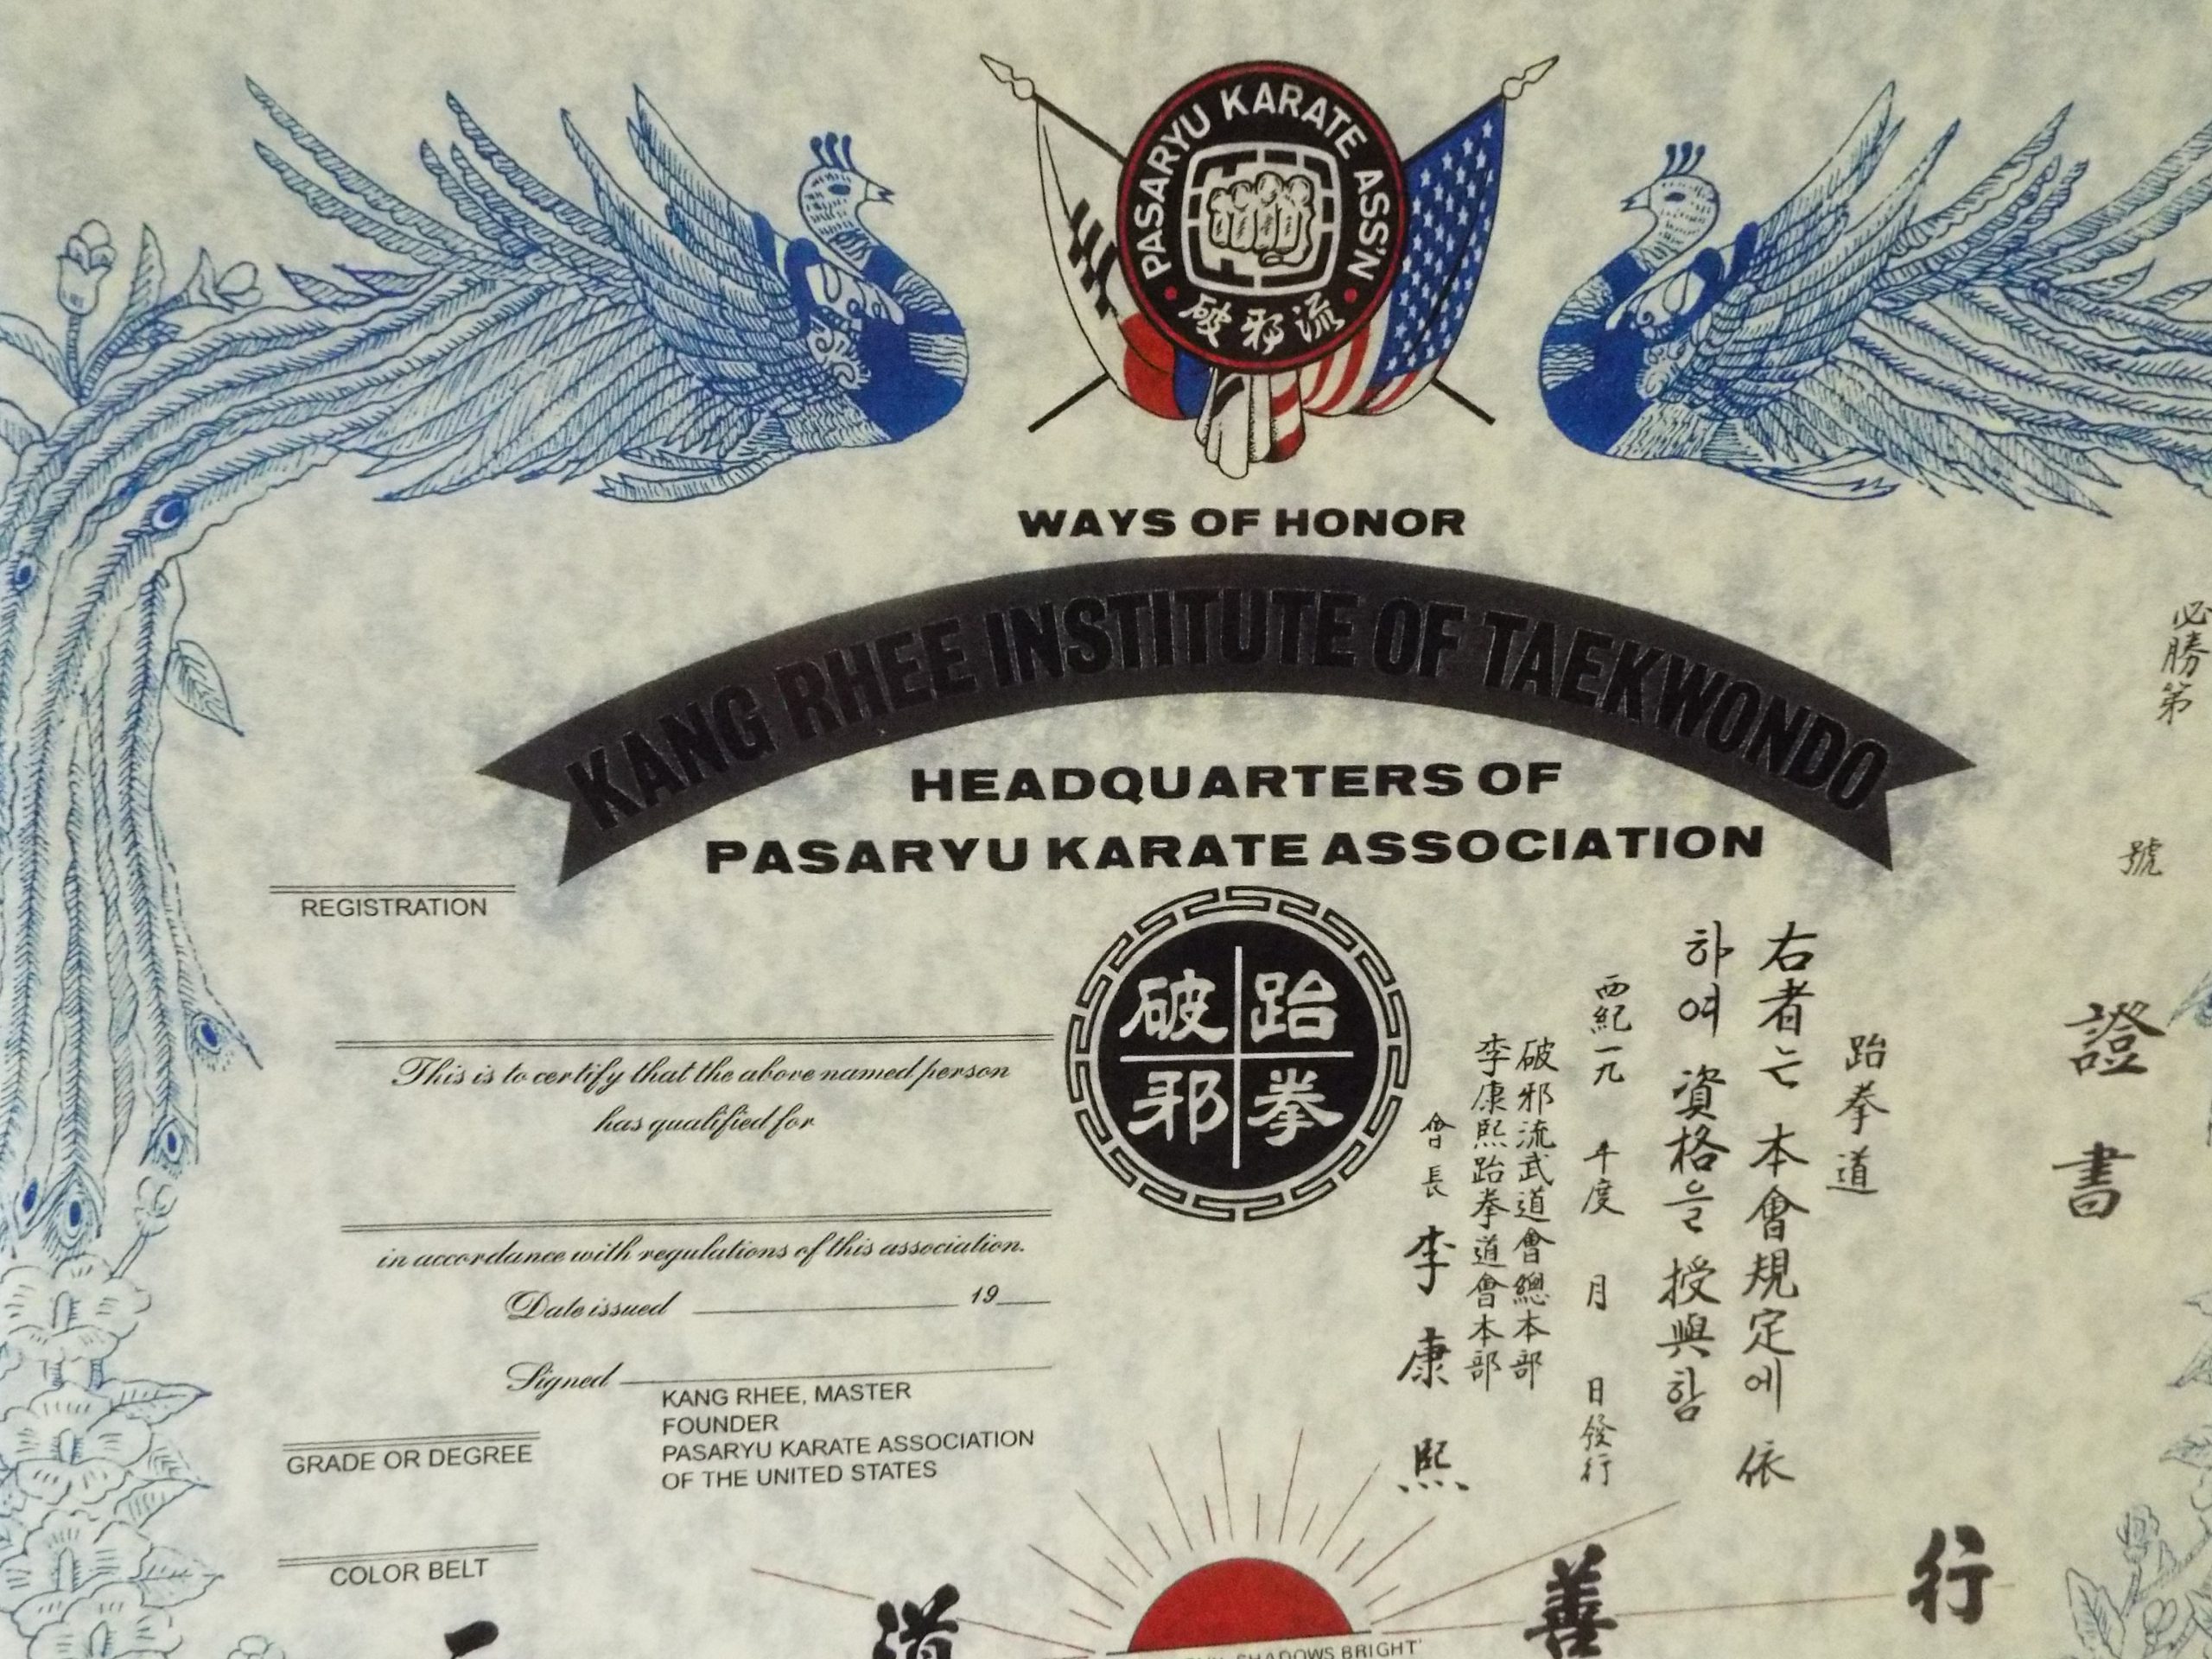 PASARYU KARATE ASS'N
破邪流
WAYS OF HONOR
KANG RHEE INSTITUTE OF TAEKWONDO
HEADQUARTERS OF
PASARYU KARATE ASSOCIATION
REGISTRATION
This is to certify that the above named person
has qualified for
in accordance with regulations of this association.
Date issued 19
Signed
KANG RHEE, MASTER
FOUNDER
PASARYU KARATE ASSOCIATION
OF THE UNITED STATES
GRADE OR DEGREE
COLOR BELT
破 跆
邪 拳
必勝第 號
證書
跆拳道
右者는 本會規定에 依
하여 資格을 授與함
西紀一九 年度 月 日發行
破邪流武道會總本部
李康熙跆拳道會本部
會長 李康熙
行
善
道
SHADOWS BRIGHT'